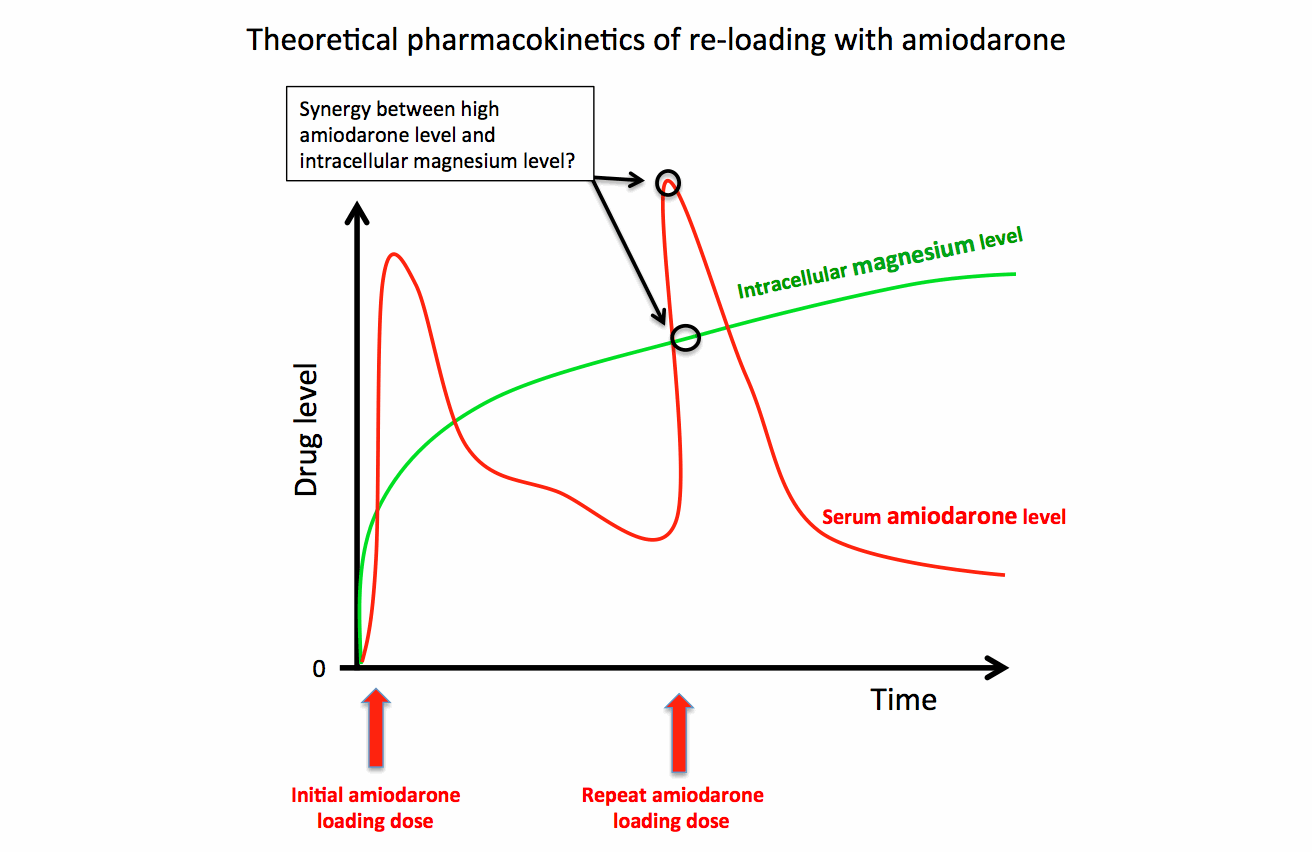 Theoretical pharmacokinetics of re-loading with amiodarone
Synergy between high
amiodarone level and
intracellular magnesium level?
Intracellular magnesium level
Drug level
Serum amiodarone level
0
Time
Initial amiodarone
loading dose
Repeat amiodarone
loading dose